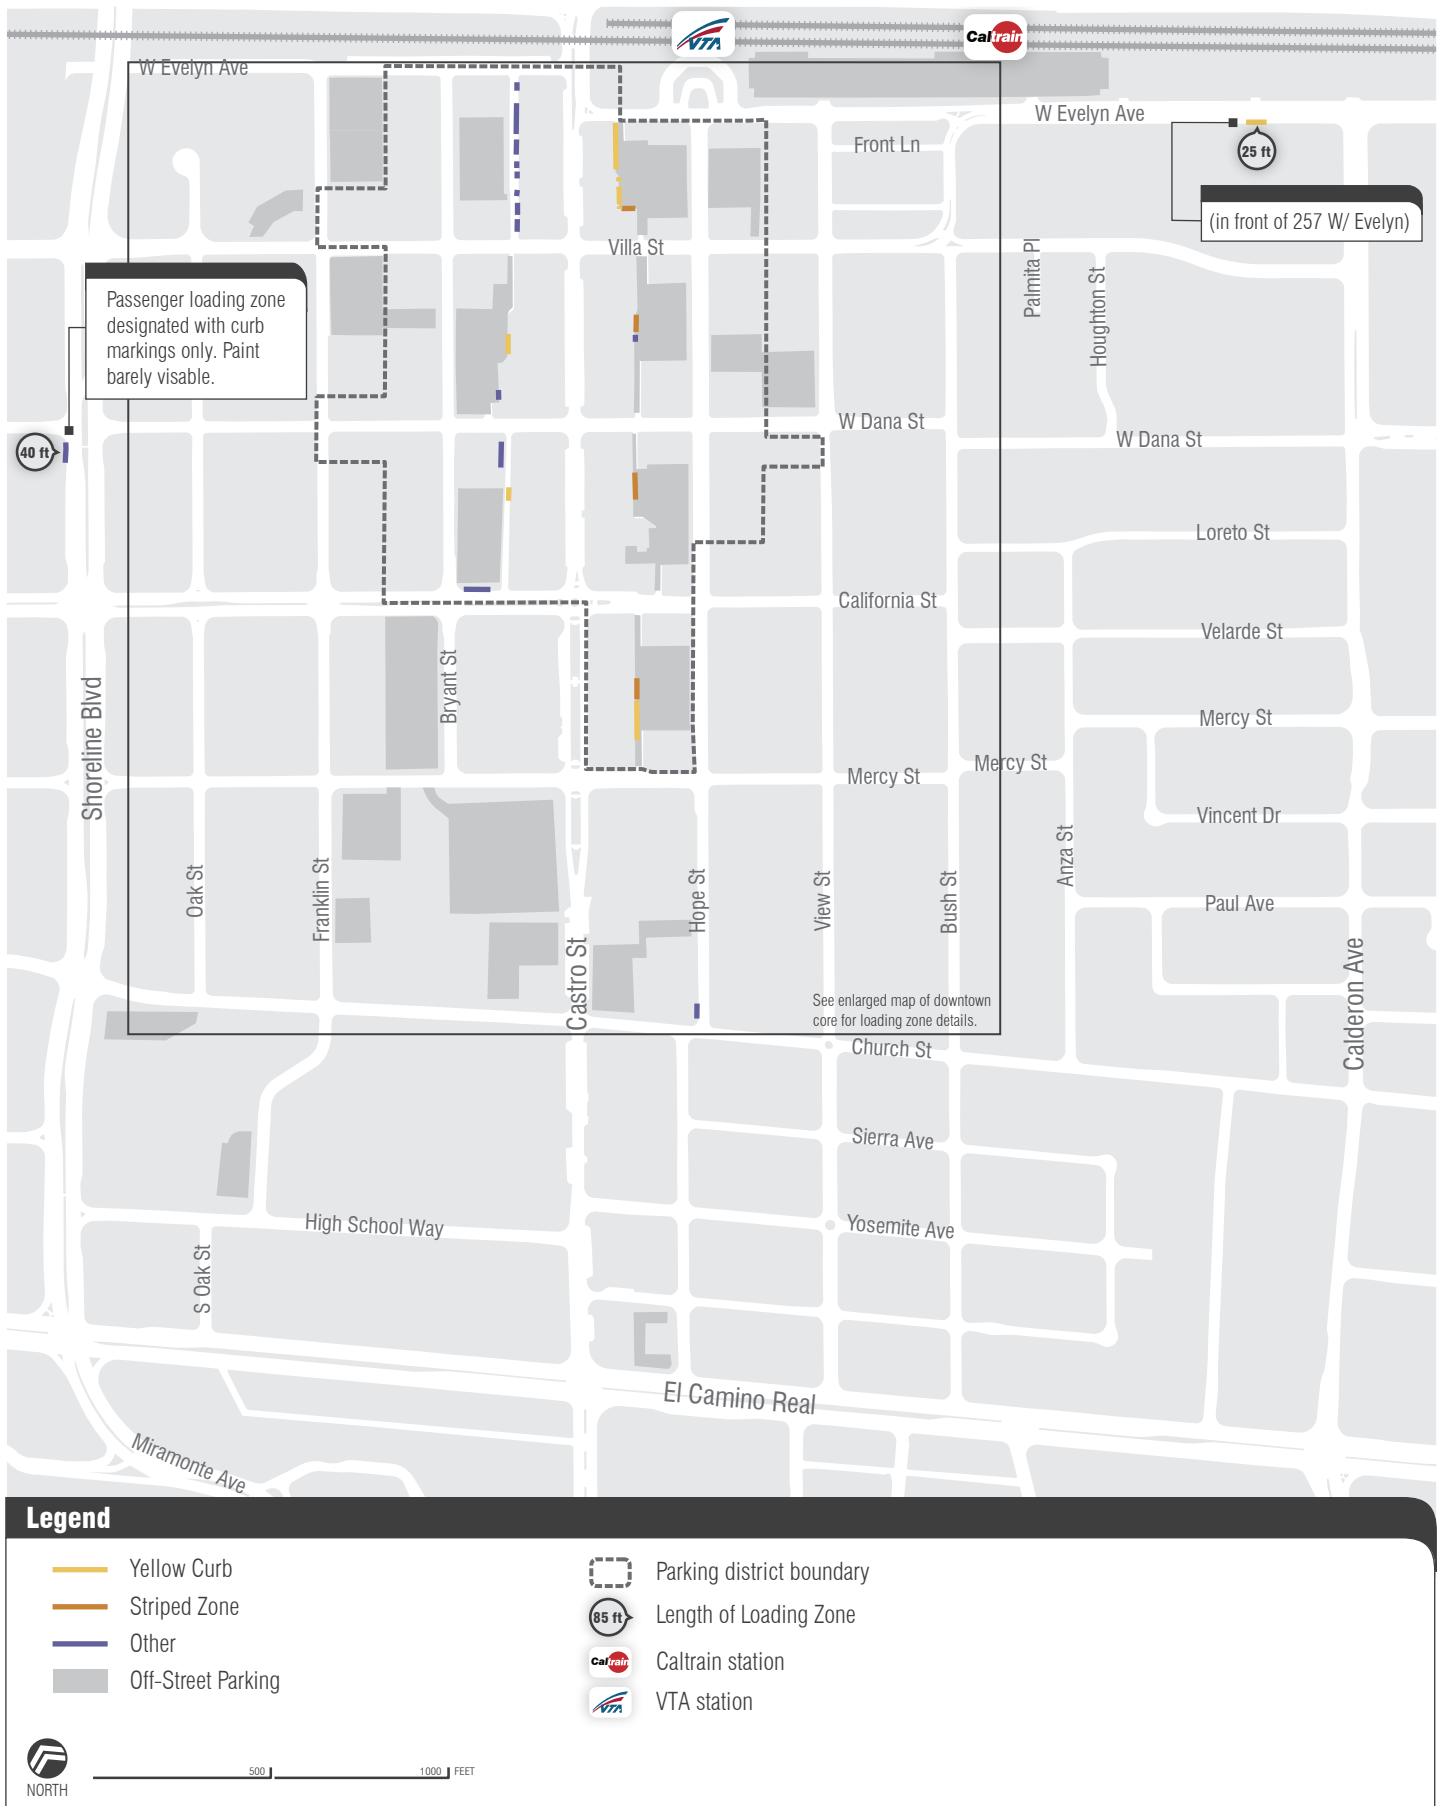 VTA
Caltrain
W Evelyn Ave
W Evelyn Ave
Front Ln
25 ft
(in front of 257 W/ Evelyn)
Villa St
Palmita Pl
Houghton St
Passenger loading zone
designated with curb
markings only. Paint
barely visable.
40 ft
W Dana St
W Dana St
Loreto St
California St
Velarde St
Bryant St
Shoreline Blvd
Mercy St
Mercy St
Mercy St
Vincent Dr
Anza St
Oak St
Franklin St
Hope St
View St
Bush St
Paul Ave
Castro St
Calderon Ave
See enlarged map of downtown
core for loading zone details.
Church St
Sierra Ave
High School Way
Yosemite Ave
S Oak St
El Camino Real
Miramonte Ave
Legend
Yellow Curb
Striped Zone
Other
Off-Street Parking
Parking district boundary
85 ft
Length of Loading Zone
Caltrain
Caltrain station
VTA
VTA station
NORTH
500
1000
FEET